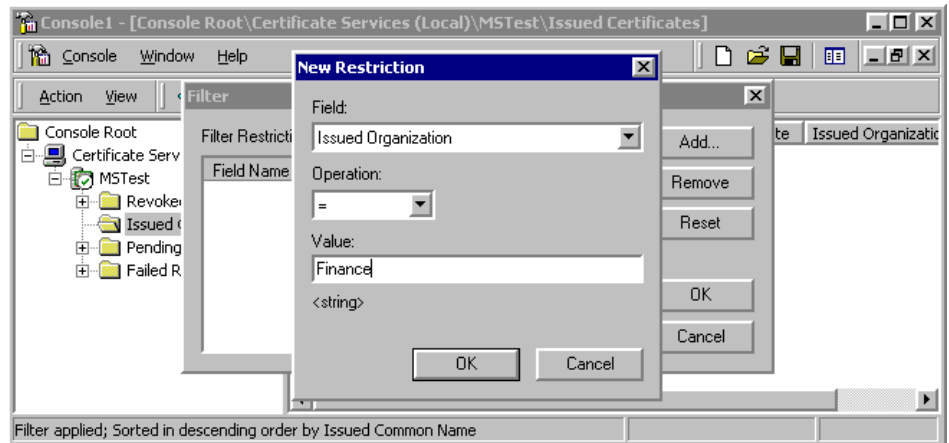 Console1 - [Console Root\Certificate Services (Local)\MSTest\Issued Certificates]
Console Window Help
Action View
Filter
New Restriction
Console Root
Certificate Serv
MSTest
Revoke
Issued
Pending
Failed R
Filter Restricti
Field Name
Field:
Issued Organization
Operation:
=
Value:
Finance
<string>
OK Cancel
Add...
Remove
Reset
OK
Cancel
te Issued Organizatio
Filter applied; Sorted in descending order by Issued Common Name